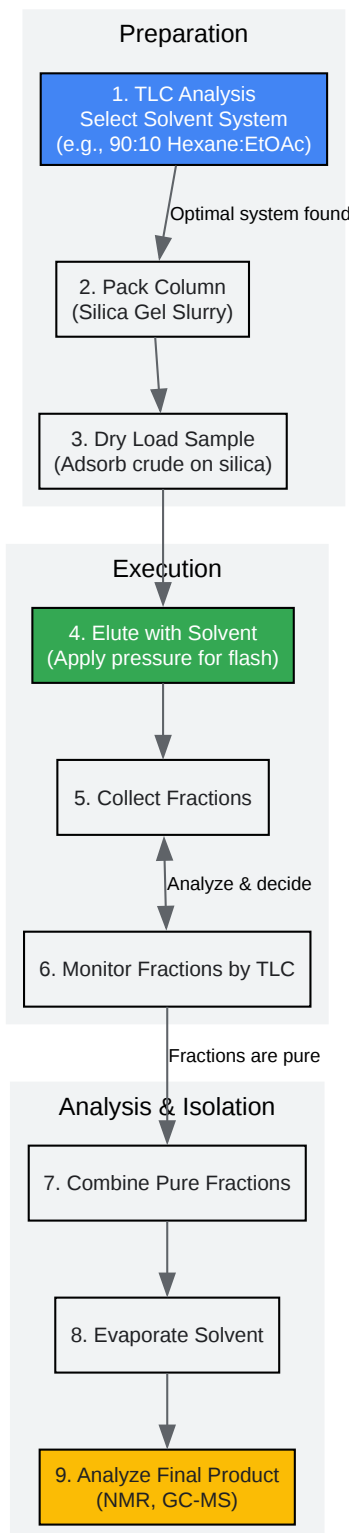 Preparation
1. TLC Analysis
Select Solvent System
(e.g., 90:10 Hexane:EtOAc)
Optimal system found
2. Pack Column
(Silica Gel Slurry)
3. Dry Load Sample
(Adsorb crude on silica)
Execution
4. Elute with Solvent
(Apply pressure for flash)
5. Collect Fractions
Analyze & decide
6. Monitor Fractions by TLC
Fractions are pure
Analysis & Isolation
7. Combine Pure Fractions
8. Evaporate Solvent
9. Analyze Final Product
(NMR, GC-MS)